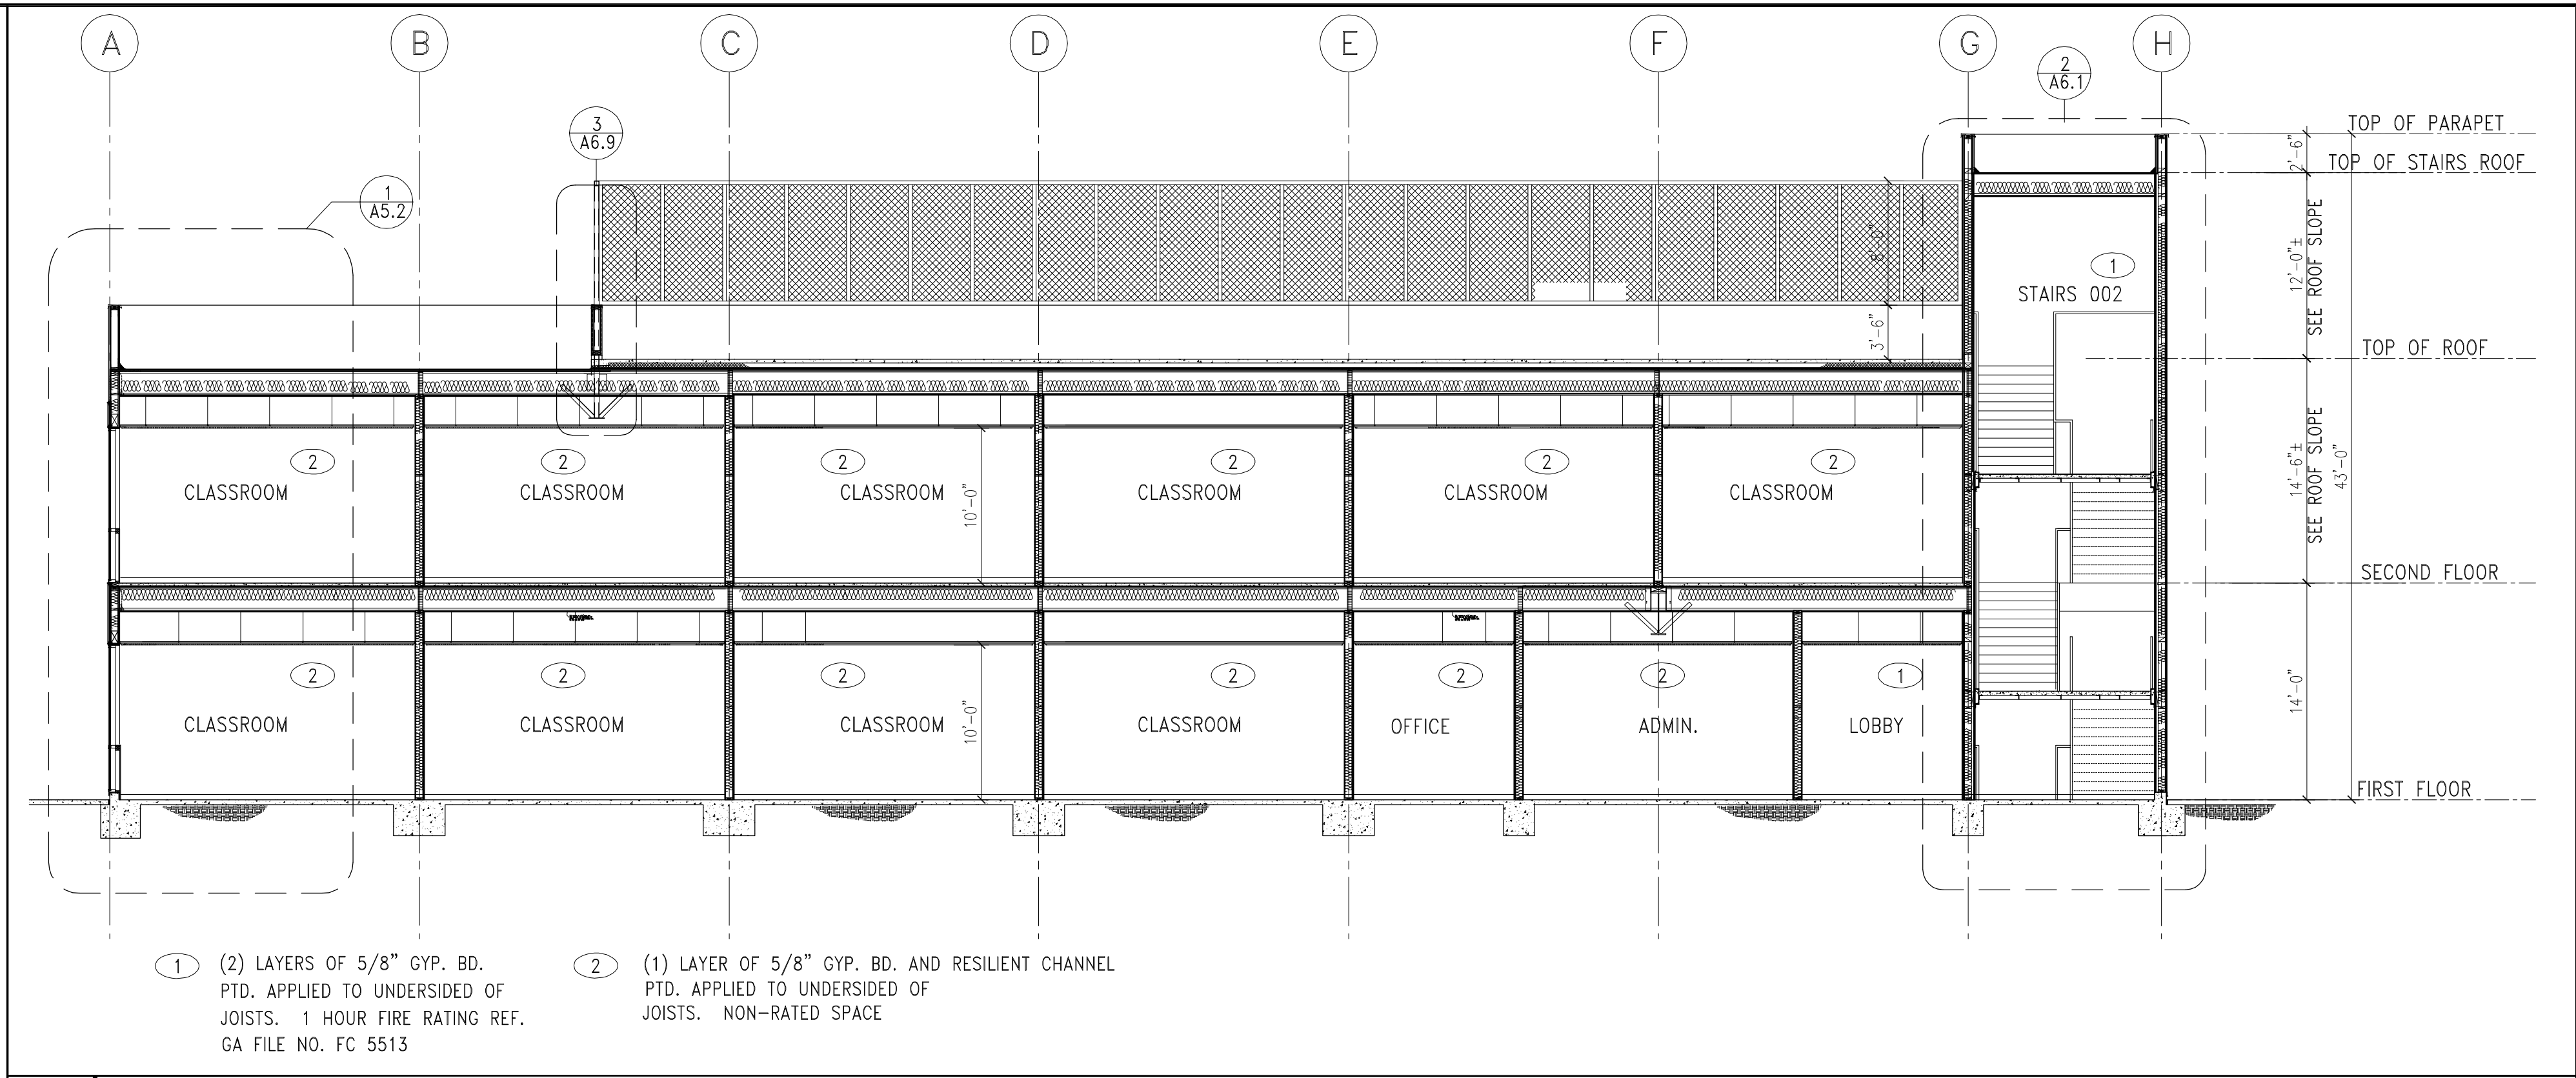 A B C D E F G H
2
A6.1
3
A6.9
1
A5.2
TOP OF PARAPET
2'-6"
TOP OF STAIRS ROOF
8'-0"
12'-0"±
SEE ROOF SLOPE
1
STAIRS 002
3'-6"
TOP OF ROOF
2 2 2 2 2 2
CLASSROOM CLASSROOM CLASSROOM CLASSROOM CLASSROOM CLASSROOM
10'-0"
14'-6"±
SEE ROOF SLOPE
43'-0"
SECOND FLOOR
2 2 2 2 2 2 1
CLASSROOM CLASSROOM CLASSROOM CLASSROOM OFFICE ADMIN. LOBBY
10'-0"
14'-0"
FIRST FLOOR
1 (2) LAYERS OF 5/8" GYP. BD.
PTD. APPLIED TO UNDERSIDED OF
JOISTS. 1 HOUR FIRE RATING REF.
GA FILE NO. FC 5513
2 (1) LAYER OF 5/8" GYP. BD. AND RESILIENT CHANNEL
PTD. APPLIED TO UNDERSIDED OF
JOISTS. NON-RATED SPACE